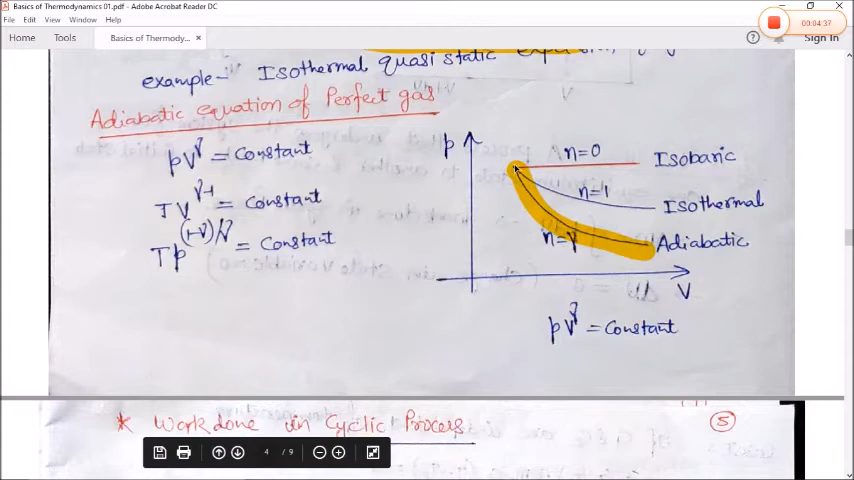 Basics of Thermodynamics 01.pdf - Adobe Acrobat Reader DC
File Edit View Window Help
00:04:37
Home Tools Basics of Thermody... × Sign In
example- Isothermal quasi static
Adiabatic equation of Perfect gas
pV^γ = Constant
TV^γ-1 = Constant
Tp^(1-γ)/γ = Constant
p
n=0 Isobaric
n=1 Isothermal
n=γ Adiabatic
V
pV^γ = Constant
* Work done in Cyclic Process 5
4 / 9